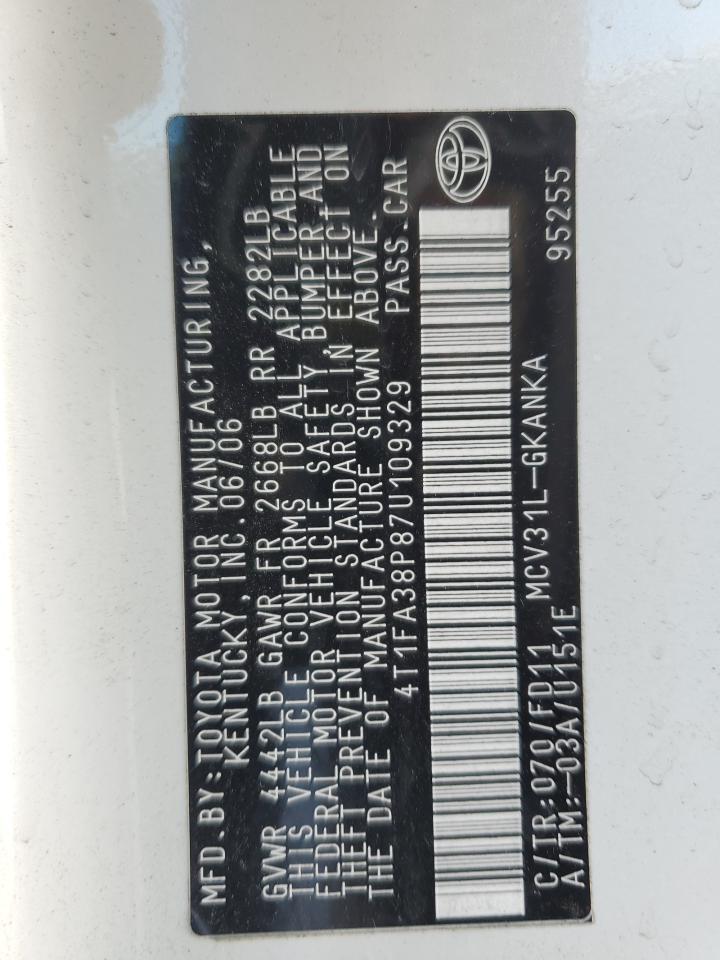 MFD.BY:TOYOTA MOTOR MANUFACTURING,
KENTUCKY, INC.06/06
GVWR 4442LB GAWR FR 2668LB RR 2282LB
THIS VEHICLE CONFORMS TO ALL APPLICABLE
FEDERAL MOTOR VEHICLE SAFETY,BUMPER AND
THEFT PREVENTION STANDARDS IN EFFECT ON
THE DATE OF MANUFACTURE SHOWN ABOVE.
4T1FA38P87U109329 PASS.CAR
C/TR:070/FD11 MCV31L-GKANKA 95255
A/TM:-03A/U151E